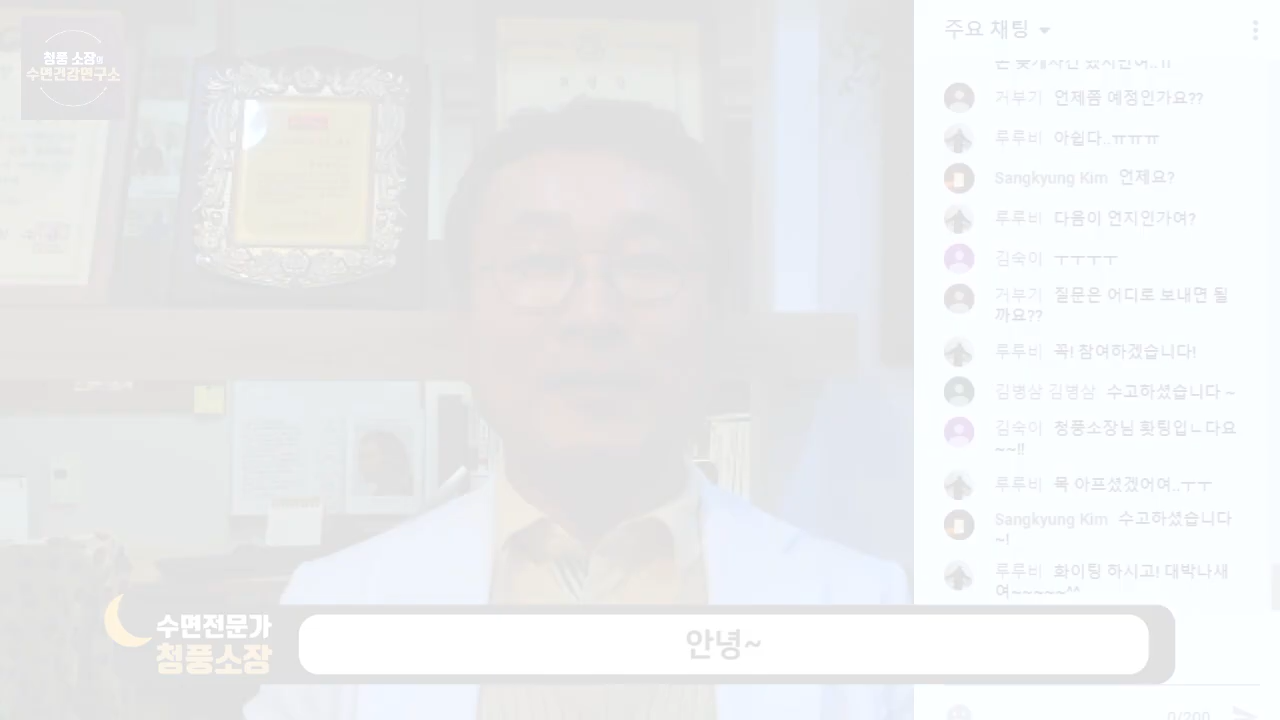 청풍 소장의
수면건강연구소
주요 채팅
거부기 언제쯤 예정인가요??
루루비 아쉽다..ㅠㅠㅠ
Sangkyung Kim 언제요?
루루비 다음이 언지인가여?
김숙이 ㅜㅜㅜㅜ
거부기 질문은 어디로 보내면 될
까요??
루루비 꼭! 참여하겠습니다!
김병삼 김병삼 수고하셨습니다 ~
김숙이 청풍소장님 홧팅입ㄴ다요
~~!!
루루비 목 아프셨겠어여..ㅜㅜ
Sangkyung Kim 수고하셨습니다
~!
루루비 화이팅 하시고! 대박나새
여~~~~~^^
수면전문가
청풍소장
안녕~
0/200